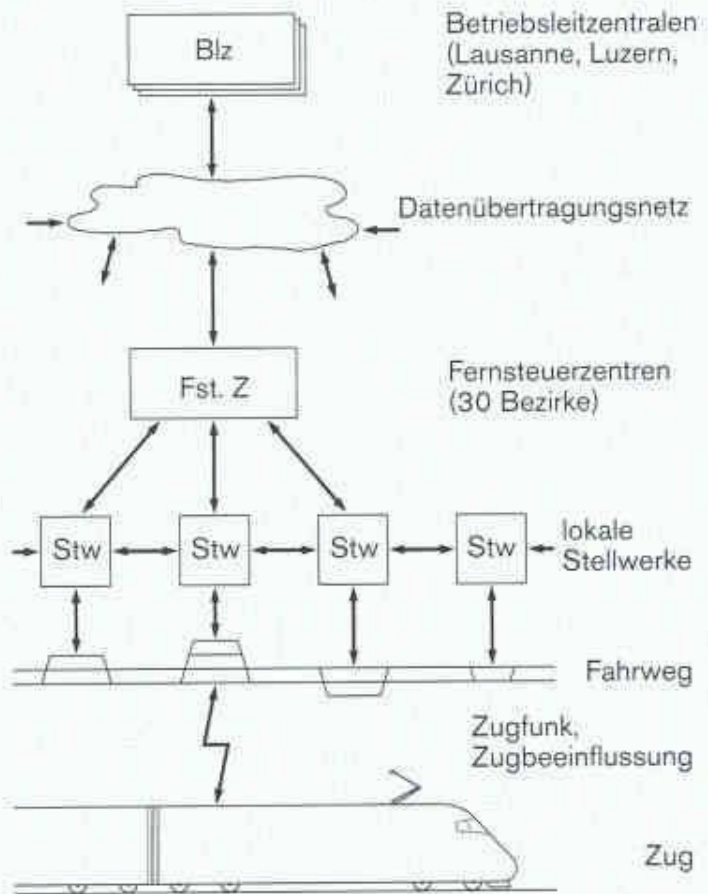 Blz
Betriebsleitzentralen
(Lausanne, Luzern,
Zürich)
Datenübertragungsnetz
Fst. Z
Fernsteuerzentren
(30 Bezirke)
Stw
Stw
Stw
Stw
lokale
Stellwerke
Fahrweg
Zugfunk,
Zugbeeinflussung
Zug